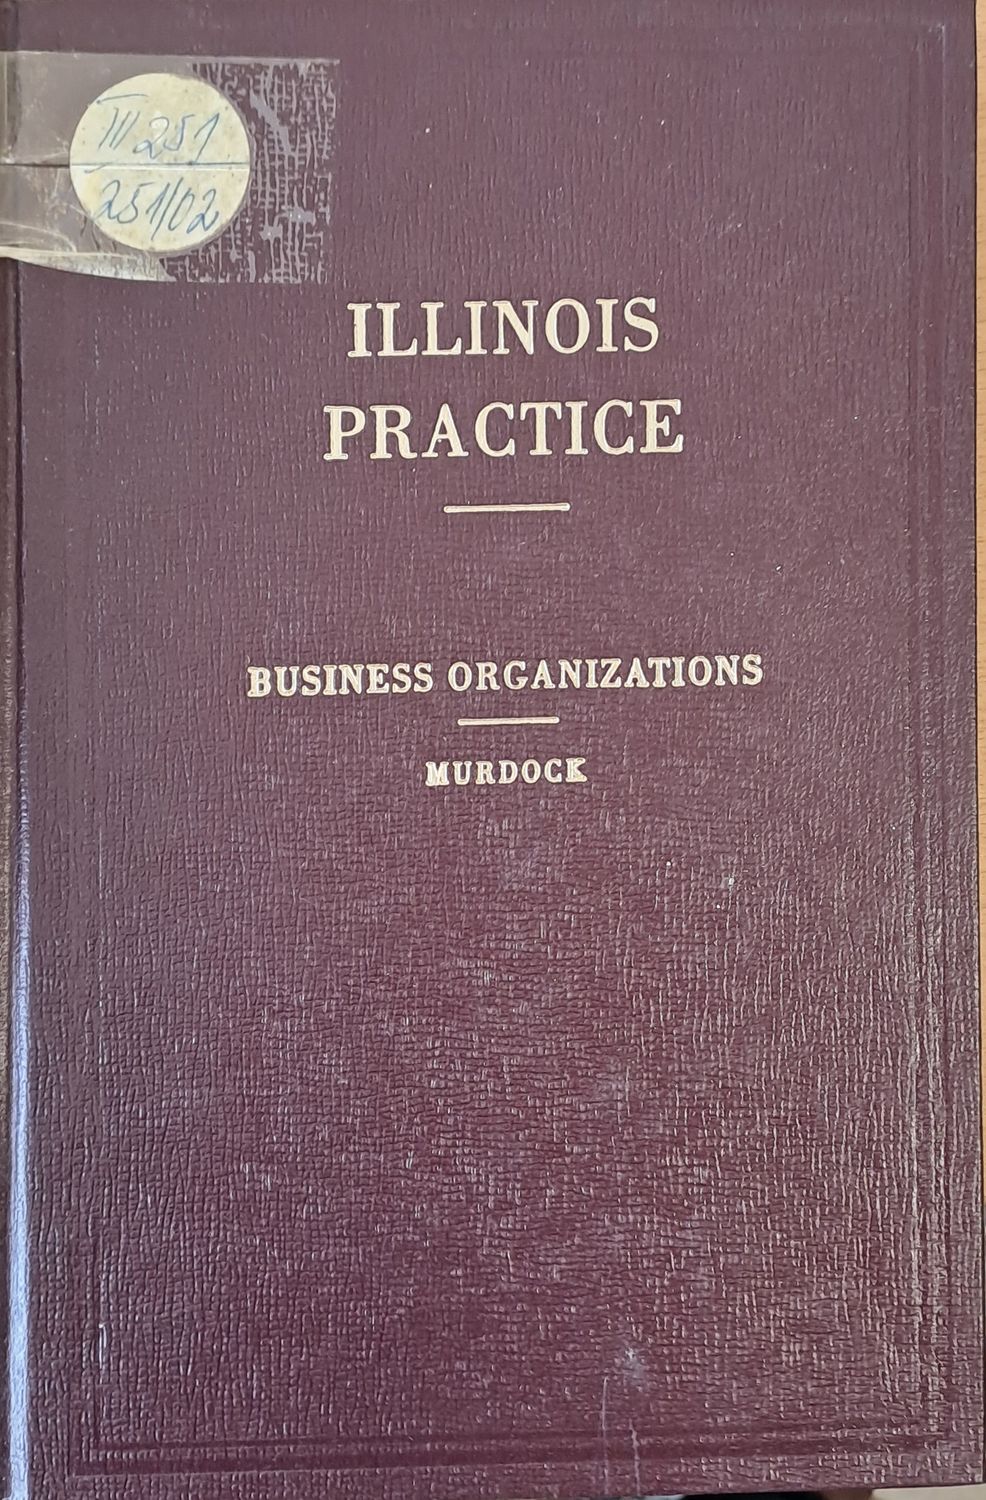 III 251
251/02
ILLINOIS
PRACTICE
BUSINESS ORGANIZATIONS
MURDOCK